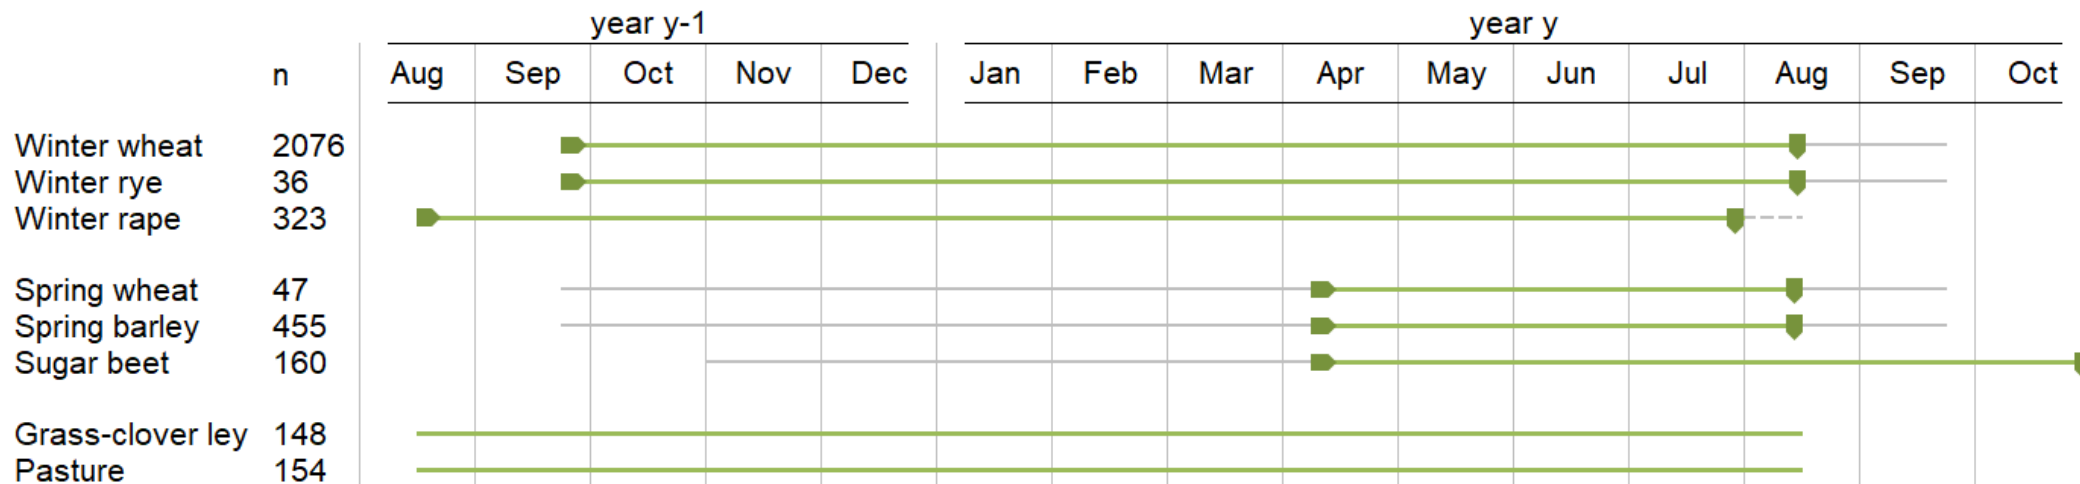 year y-1 year y
n Aug Sep Oct Nov Dec Jan Feb Mar Apr May Jun Jul Aug Sep Oct
Winter wheat 2076
Winter rye 36
Winter rape 323
Spring wheat 47
Spring barley 455
Sugar beet 160
Grass-clover ley 148
Pasture 154